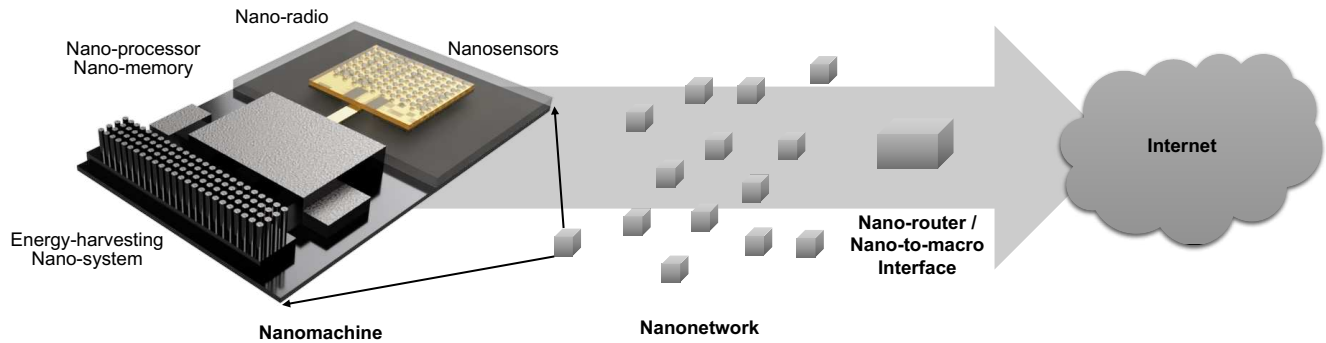 Nano-radio
Nano-processor
Nano-memory
Nanosensors
Energy-harvesting
Nano-system
Nanomachine
Nanonetwork
Nano-router /
Nano-to-macro
Interface
Internet